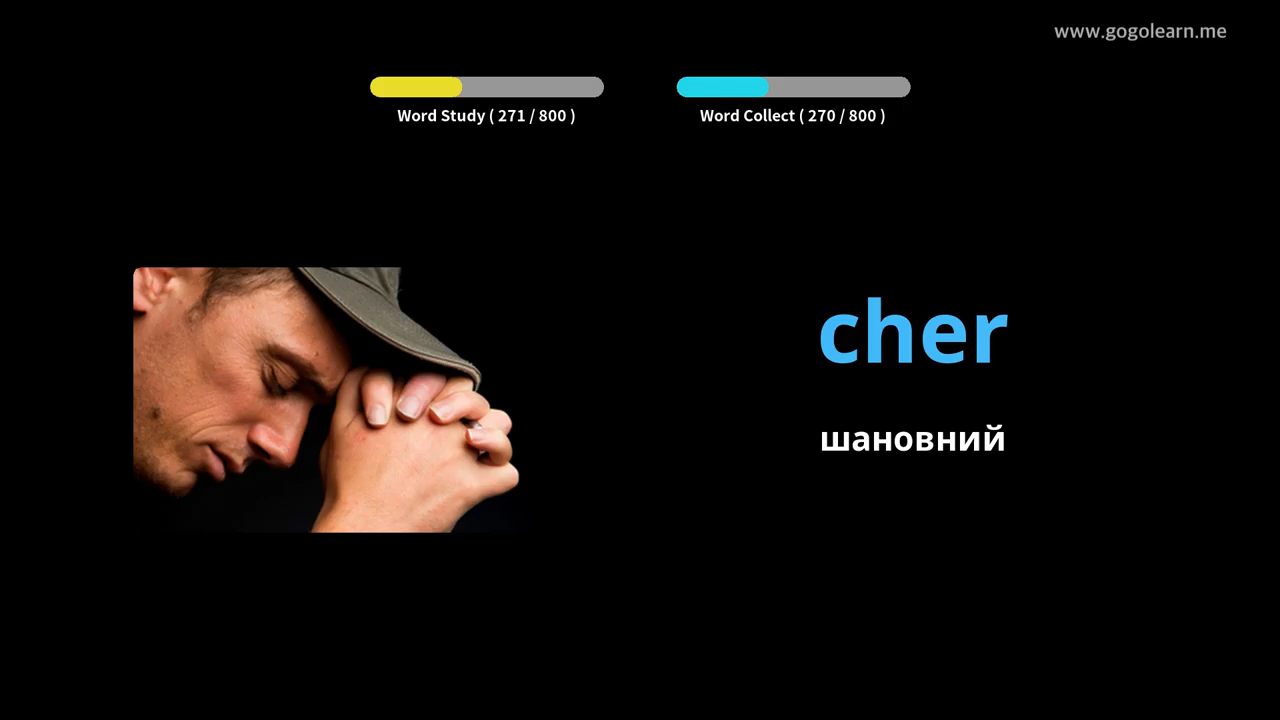 www.gogolearn.me
Word Study ( 271 / 800 )
Word Collect ( 270 / 800 )
cher
шановний